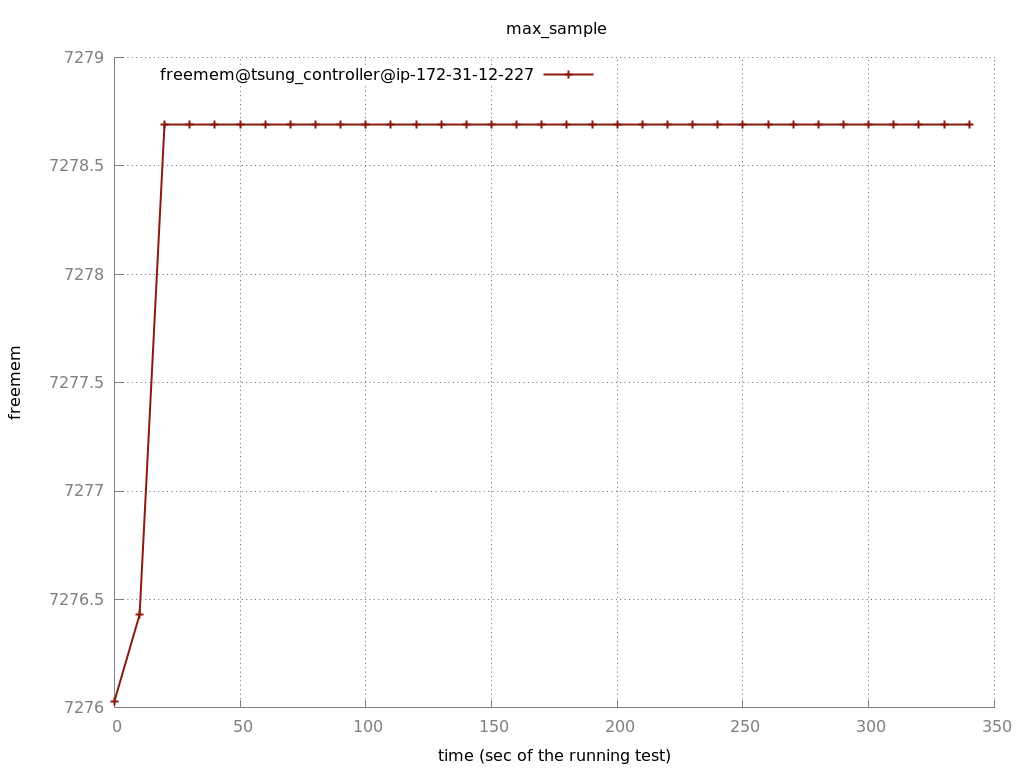 max_sample
freemem@tsung_controller@ip-172-31-12-227
7279
7278.5
7278
7277.5
7277
7276.5
7276
freemem
0 50 100 150 200 250 300 350
time (sec of the running test)